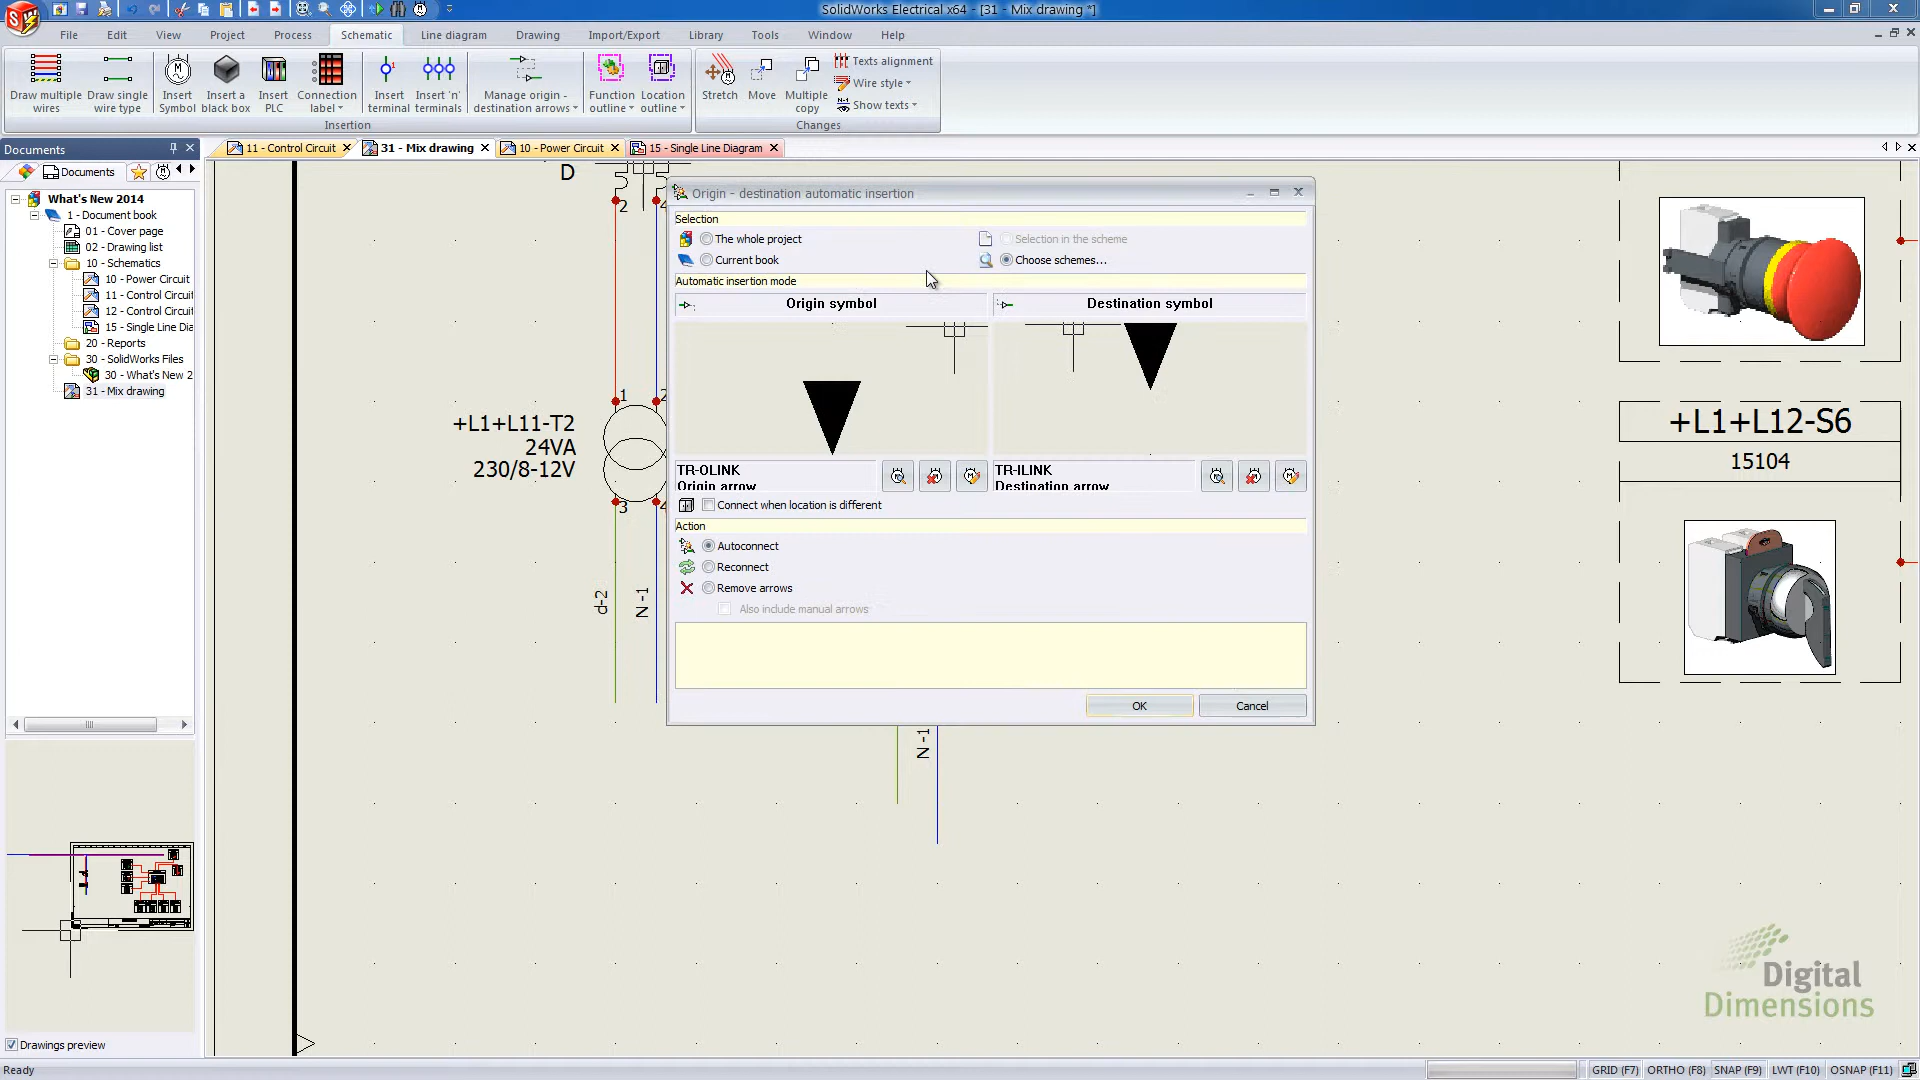 SolidWorks Electrical x64 - [31 - Mix drawing *]
File Edit View Project Process Schematic Line diagram Drawing Import/Export Library Tools Window Help
Draw multiple wires
Draw single wire type
Insert Symbol
Insert a black box
Insert PLC
Connection label
Insert terminal
Insert 'n' terminals
Manage origin - destination arrows
Function outline
Location outline
Stretch
Move
Multiple copy
Texts alignment
Wire style
Show texts
Insertion
Changes
Documents
11 - Control Circuit
31 - Mix drawing
10 - Power Circuit
15 - Single Line Diagram
Documents
What's New 2014
1 - Document book
01 - Cover page
02 - Drawing list
10 - Schematics
10 - Power Circuit
11 - Control Circuit
12 - Control Circuit
15 - Single Line Dia
20 - Reports
30 - SolidWorks Files
30 - What's New 2
31 - Mix drawing
Drawings preview
D
2
4
1
2
+L1+L11-T2
24VA
230/8-12V
3
4
d-2
N -1
N -1
Origin - destination automatic insertion
Selection
The whole project
Selection in the scheme
Current book
Choose schemes...
Automatic insertion mode
Origin symbol
Destination symbol
TR-OLINK
Origin arrow
TR-ILINK
Destination arrow
Connect when location is different
Action
Autoconnect
Reconnect
Remove arrows
Also include manual arrows
OK
Cancel
+L1+L12-S6
15104
Digital
Dimensions
Ready
GRID (F7) ORTHO (F8) SNAP (F9) LWT (F10) OSNAP (F11)